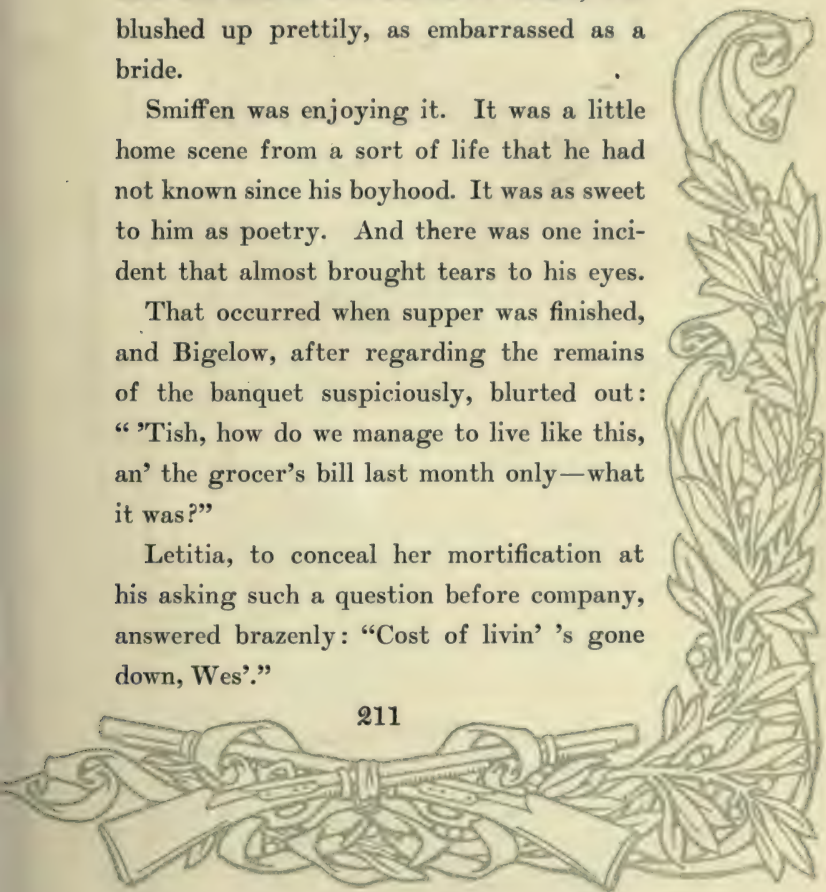 blushed up prettily, as embarrassed as a
bride.
Smiffen was enjoying it. It was a little
home scene from a sort of life that he had
not known since his boyhood. It was as sweet
to him as poetry. And there was one inci-
dent that almost brought tears to his eyes.
That occurred when supper was finished,
and Bigelow, after regarding the remains
of the banquet suspiciously, blurted out:
“ ’Tish, how do we manage to live like this,
an’ the grocer’s bill last month only—what
it was?”
Letitia, to conceal her mortification at
his asking such a question before company,
answered brazenly: “Cost of livin’ ’s gone
down, Wes’.”
211